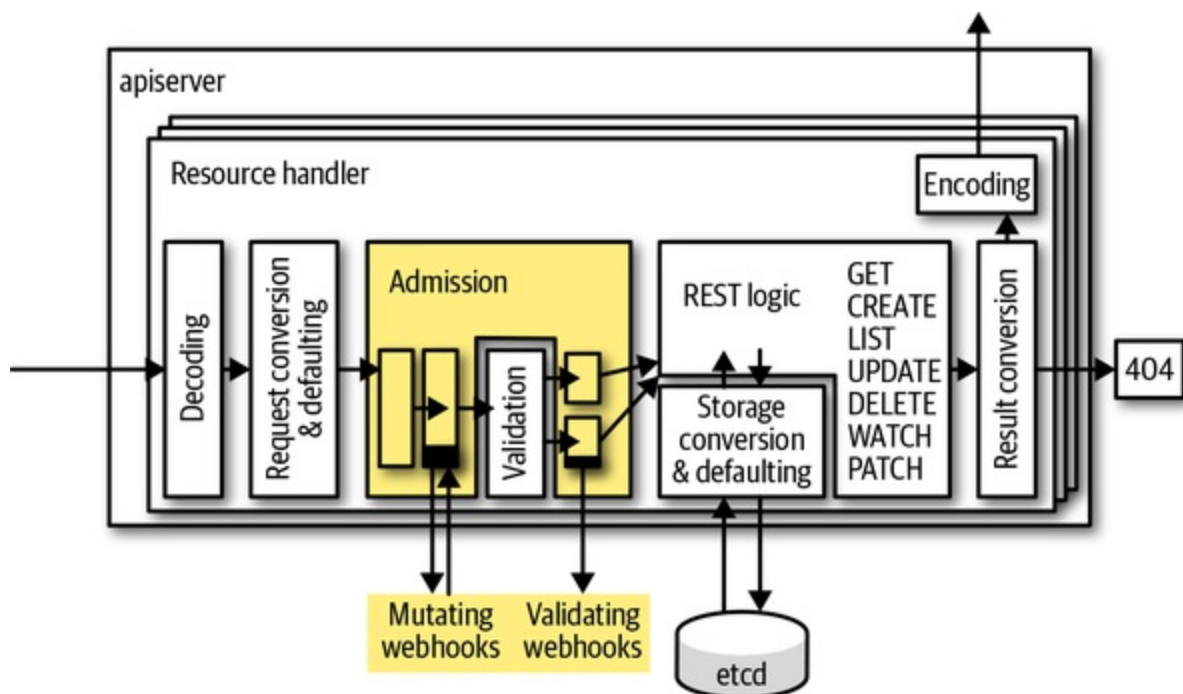 apiserver
Resource handler
Encoding
Decoding
Request conversion
& defaulting
Admission
Validation
REST logic
GET
CREATE
LIST
UPDATE
DELETE
WATCH
PATCH
Storage
conversion
& defaulting
Result conversion
404
Mutating
webhooks
Validating
webhooks
etcd